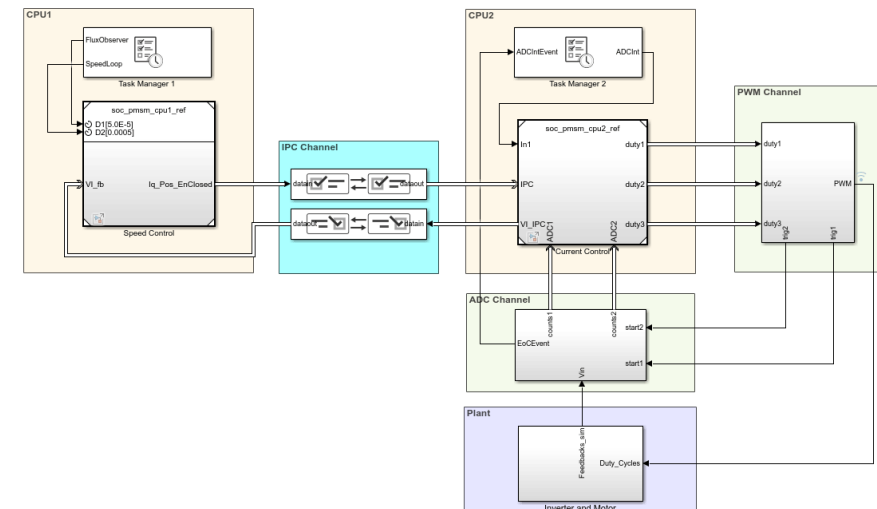 CPU1
FluxObserver
SpeedLoop
Task Manager 1
soc_pmsm_cpu1_ref
D1[5.0E-5]
D2[0.0005]
VI_fb
Iq_Pos_EnClosed
Speed Control
IPC Channel
datain
dataout
dataout
datain
CPU2
ADCIntEvent
ADCInt
Task Manager 2
soc_pmsm_cpu2_ref
In1
duty1
IPC
duty2
VI_IPC
ADC1
ADC2
duty3
Current Control
PWM Channel
duty1
duty2
PWM
duty3
trig2
trig1
ADC Channel
counts1
counts2
start2
EoCEvent
start1
Vin
Plant
Feedbacks_sim
Duty_Cycles
Inverter and Motor